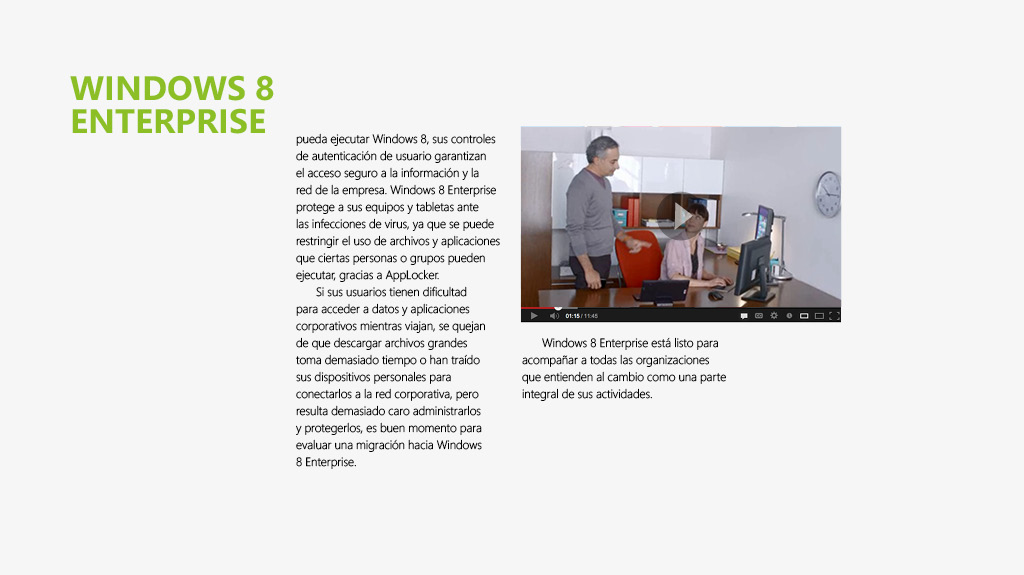 WINDOWS 8
ENTERPRISE
pueda ejecutar Windows 8, sus controles
de autenticación de usuario garantizan
el acceso seguro a la información y la
red de la empresa. Windows 8 Enterprise
protege a sus equipos y tabletas ante
las infecciones de virus, ya que se puede
restringir el uso de archivos y aplicaciones
que ciertas personas o grupos pueden
ejecutar, gracias a AppLocker.
Si sus usuarios tienen dificultad
para acceder a datos y aplicaciones
corporativos mientras viajan, se quejan
de que descargar archivos grandes
toma demasiado tiempo o han traído
sus dispositivos personales para
conectarlos a la red corporativa, pero
resulta demasiado caro administrarlos
y protegerlos, es buen momento para
evaluar una migración hacia Windows
8 Enterprise.
01:15 / 11:45
Windows 8 Enterprise está listo para
acompañar a todas las organizaciones
que entienden al cambio como una parte
integral de sus actividades.